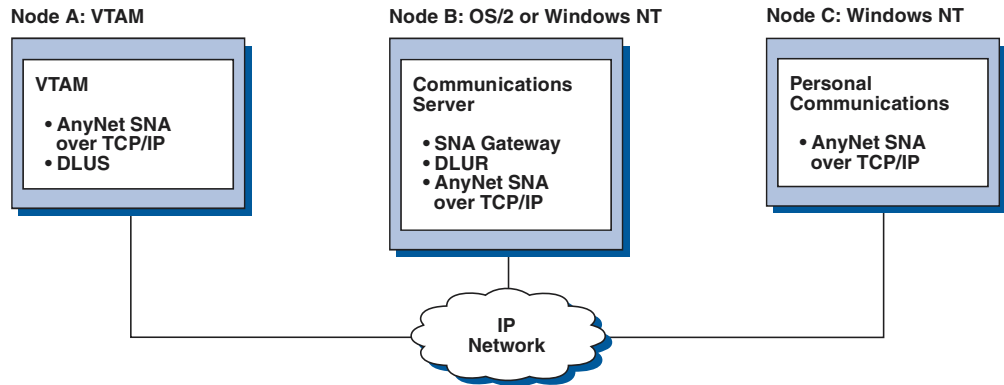 Node A: VTAM
VTAM
• AnyNet SNA
over TCP/IP
• DLUS
Node B: OS/2 or Windows NT
Communications
Server
• SNA Gateway
• DLUR
• AnyNet SNA
over TCP/IP
Node C: Windows NT
Personal
Communications
• AnyNet SNA
over TCP/IP
IP
Network